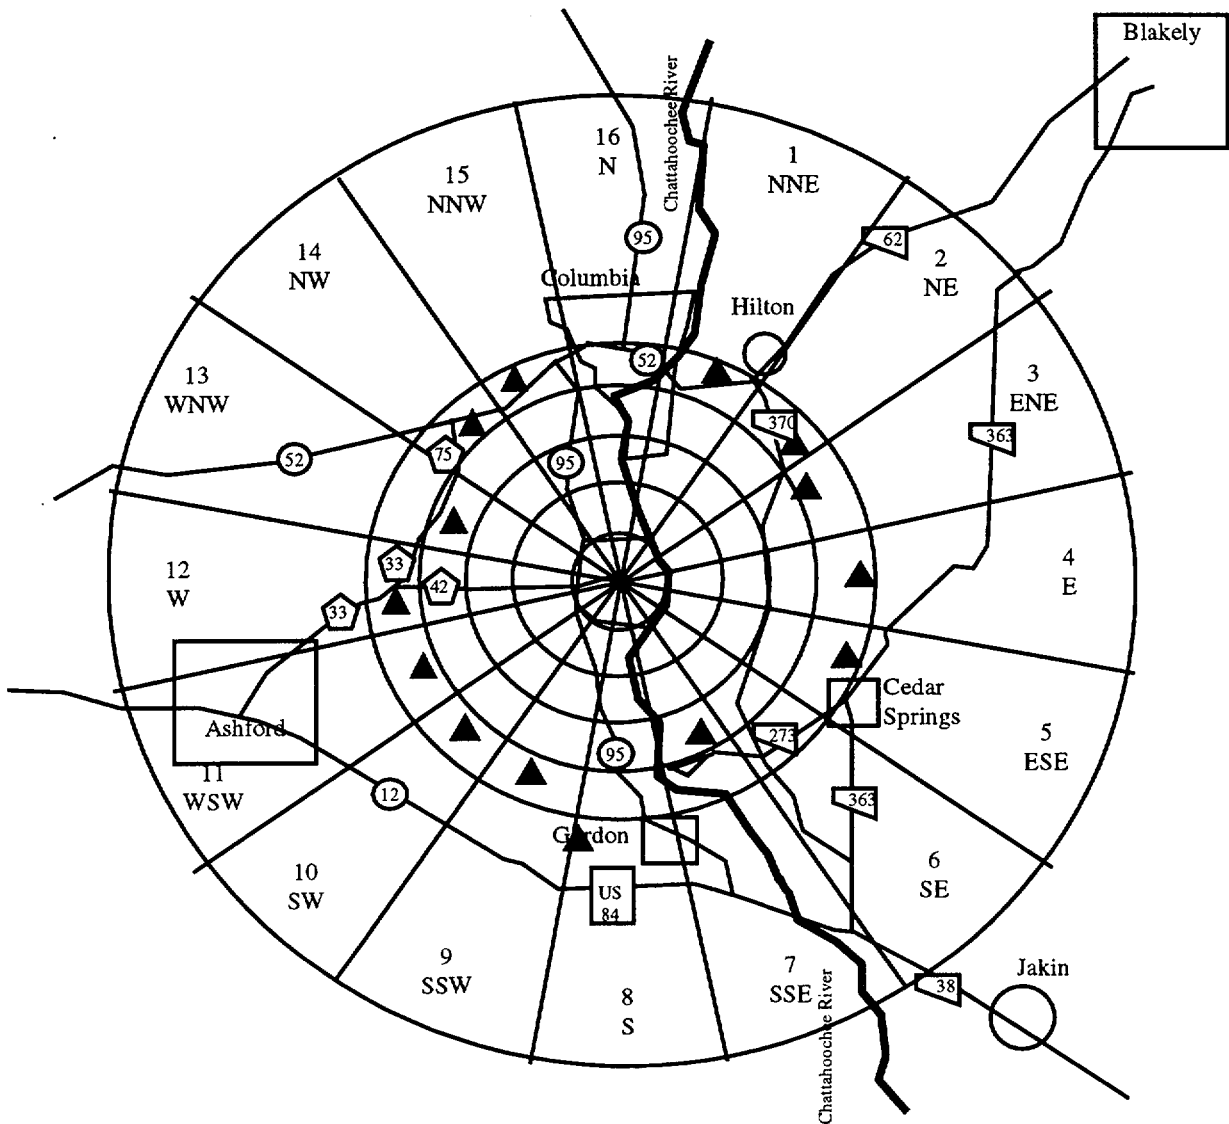 Blakely
Chattahoochee River
16
N
1
NNE
15
NNW
95
62
14
NW
2
NE
Columbia
Hilton
52
13
WNW
3
ENE
370
363
75
52
95
12
W
33
42
4
E
33
Cedar
Springs
Ashford
273
5
ESE
95
11
WSW
12
363
Gordon
10
SW
US
84
6
SE
9
SSW
7
SSE
Jakin
38
8
S
Chattahoochee River